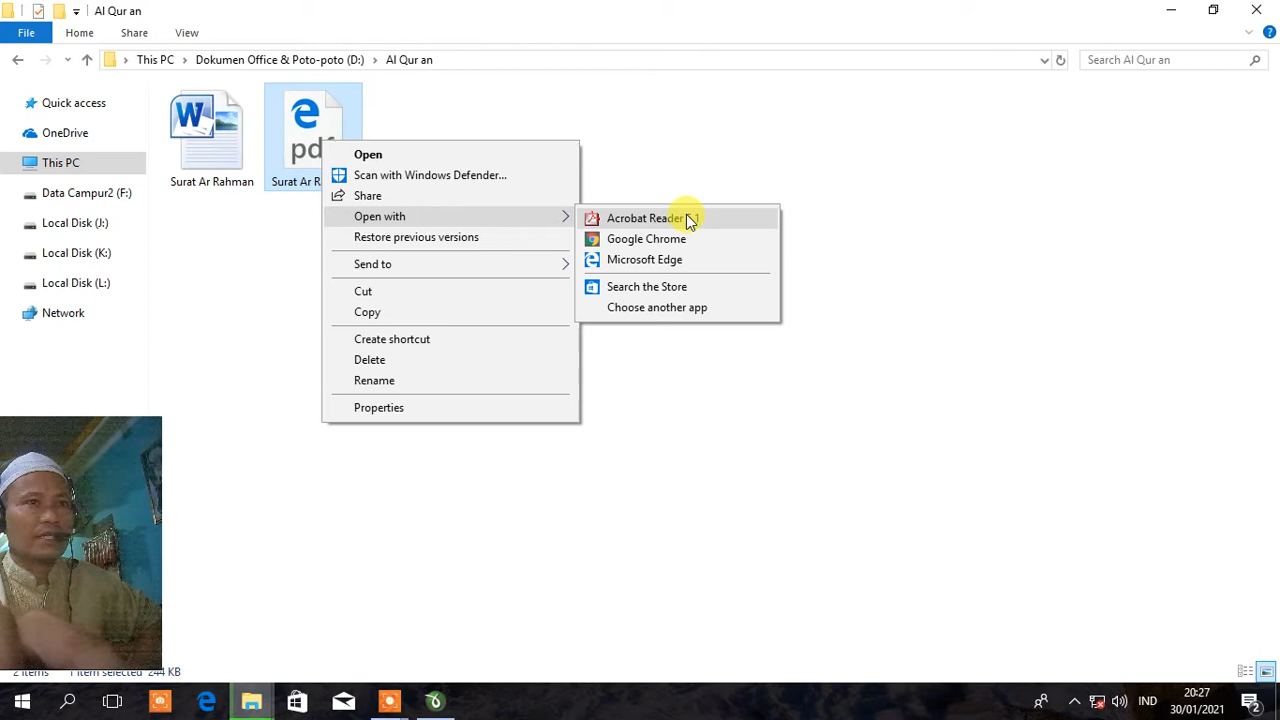 Al Qur an
File Home Share View
This PC Dokumen Office & Poto-poto (D:) Al Qur an
Search Al Qur an
Quick access
OneDrive
This PC
Data Campur2 (F:)
Local Disk (J:)
Local Disk (K:)
Local Disk (L:)
Network
W
Surat Ar Rahman
pdf
Surat Ar
Open
Scan with Windows Defender...
Share
Open with
Restore previous versions
Send to
Cut
Copy
Create shortcut
Delete
Rename
Properties
Acrobat Reader
Google Chrome
Microsoft Edge
Search the Store
Choose another app
2 items 1 item selected 244 KB
IND
20:27
30/01/2021
2